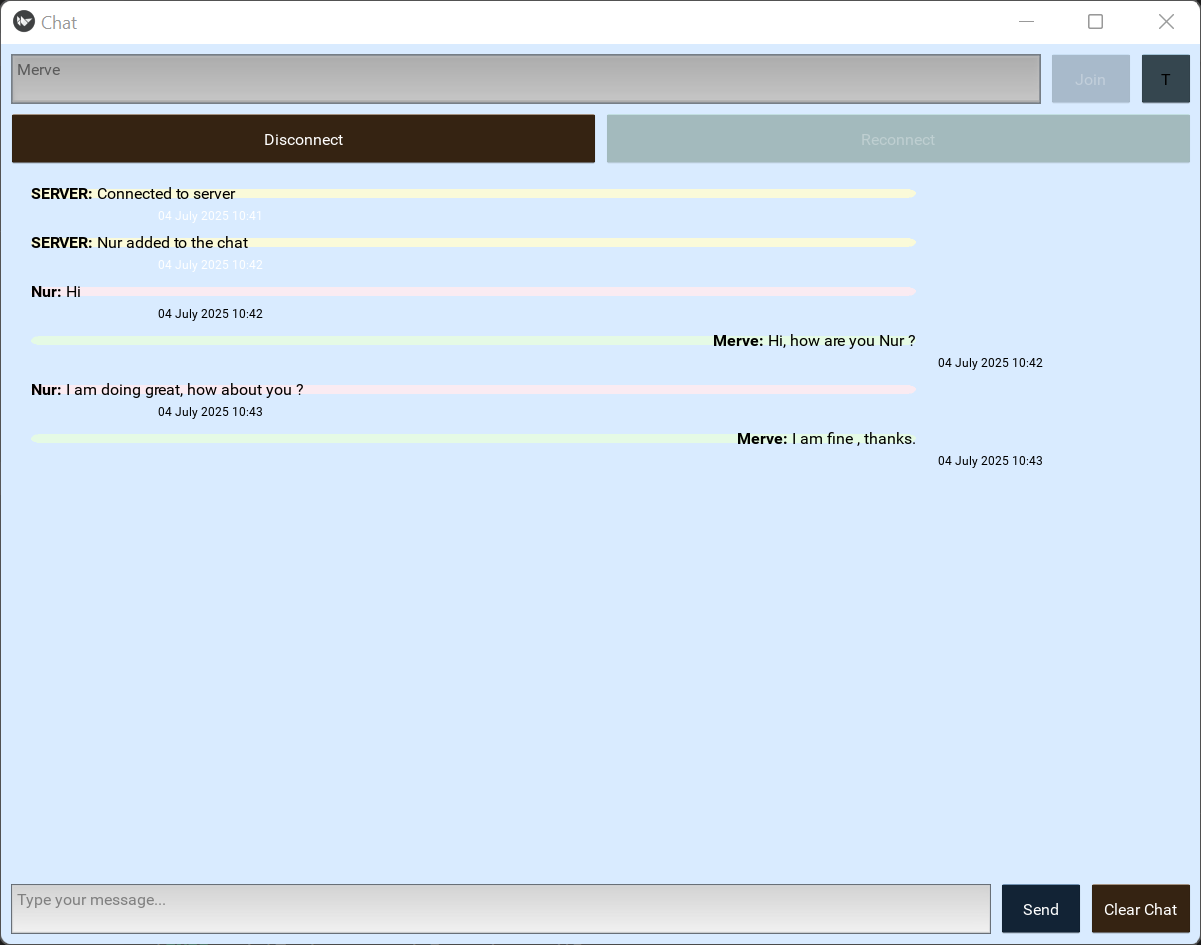 Chat
Merve
Join
T
Disconnect
Reconnect
SERVER: Connected to server
04 July 2025 10:41
SERVER: Nur added to the chat
04 July 2025 10:42
Nur: Hi
04 July 2025 10:42
Merve: Hi, how are you Nur ?
04 July 2025 10:42
Nur: I am doing great, how about you ?
04 July 2025 10:43
Merve: I am fine , thanks.
04 July 2025 10:43
Type your message...
Send
Clear Chat